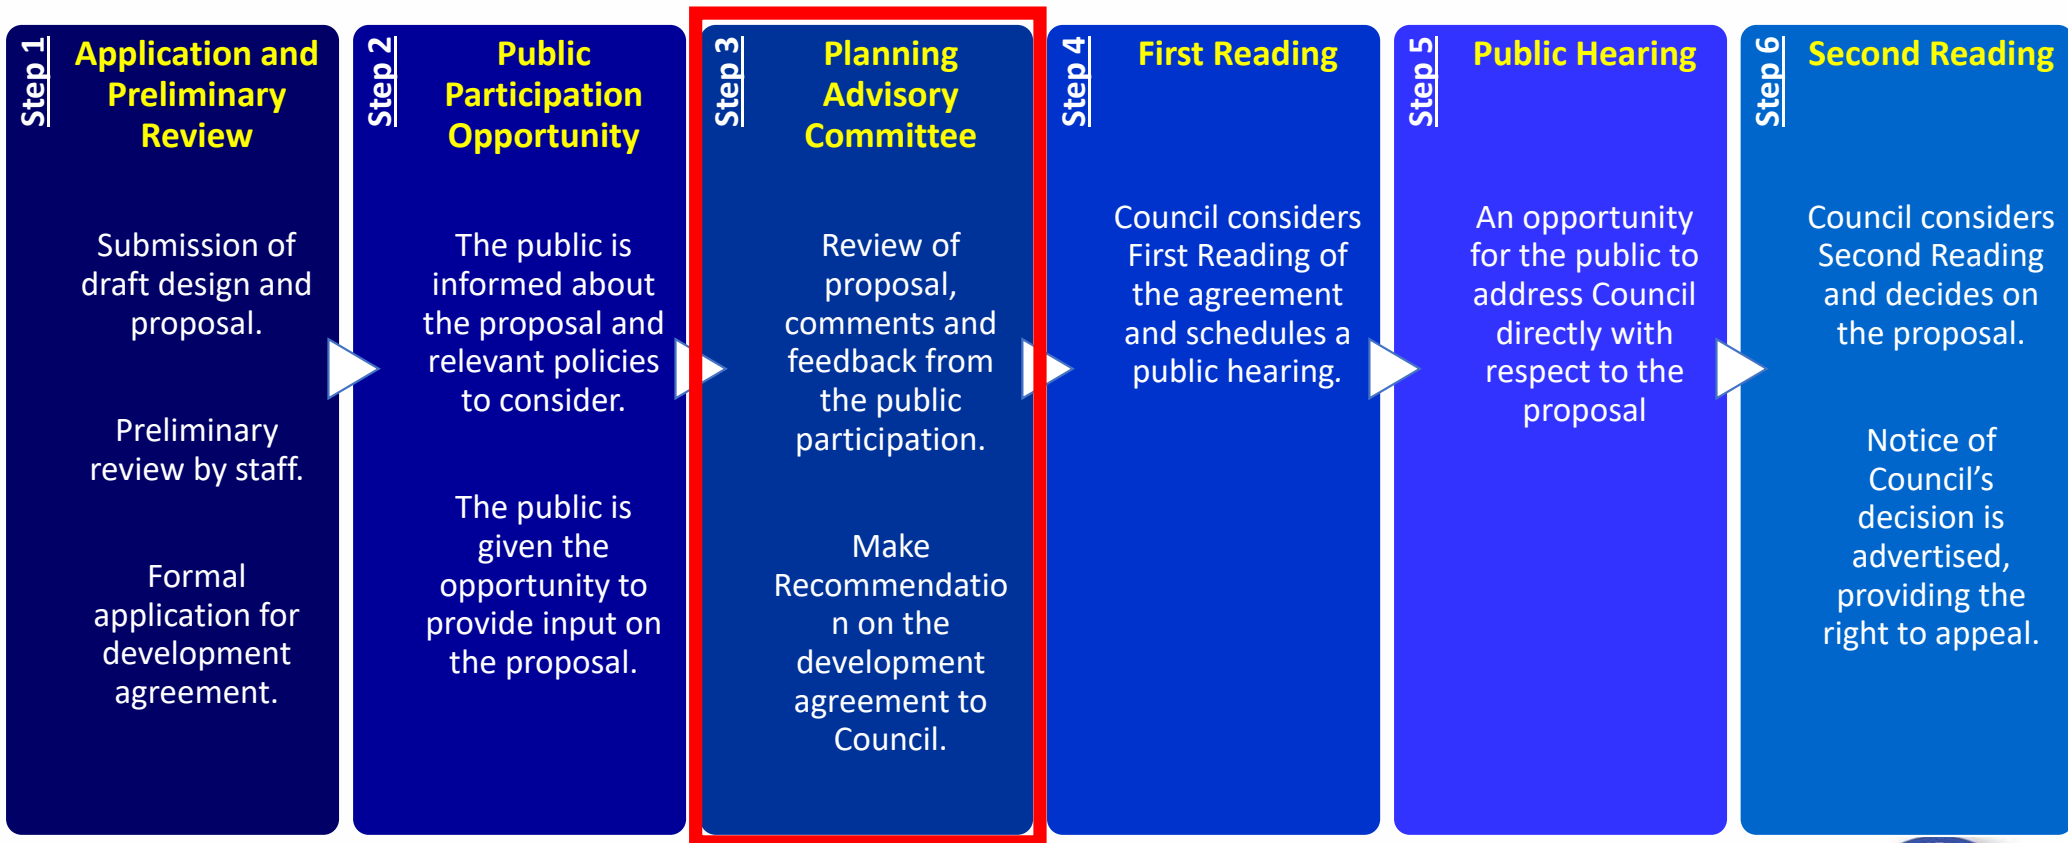 Step 1
Application and
Preliminary
Review
Submission of
draft design and
proposal.
Preliminary
review by staff.
Formal
application for
development
agreement.
Step 2
Public
Participation
Opportunity
The public is
informed about
the proposal and
relevant policies
to consider.
The public is
given the
opportunity to
provide input on
the proposal.
Step 3
Planning
Advisory
Committee
Review of
proposal,
comments and
feedback from
the public
participation.
Make
Recommendatio
n on the
development
agreement to
Council.
Step 4
First Reading
Council considers
First Reading of
the agreement
and schedules a
public hearing.
Step 5
Public Hearing
An opportunity
for the public to
address Council
directly with
respect to the
proposal
Step 6
Second Reading
Council considers
Second Reading
and decides on
the proposal.
Notice of
Council’s
decision is
advertised,
providing the
right to appeal.